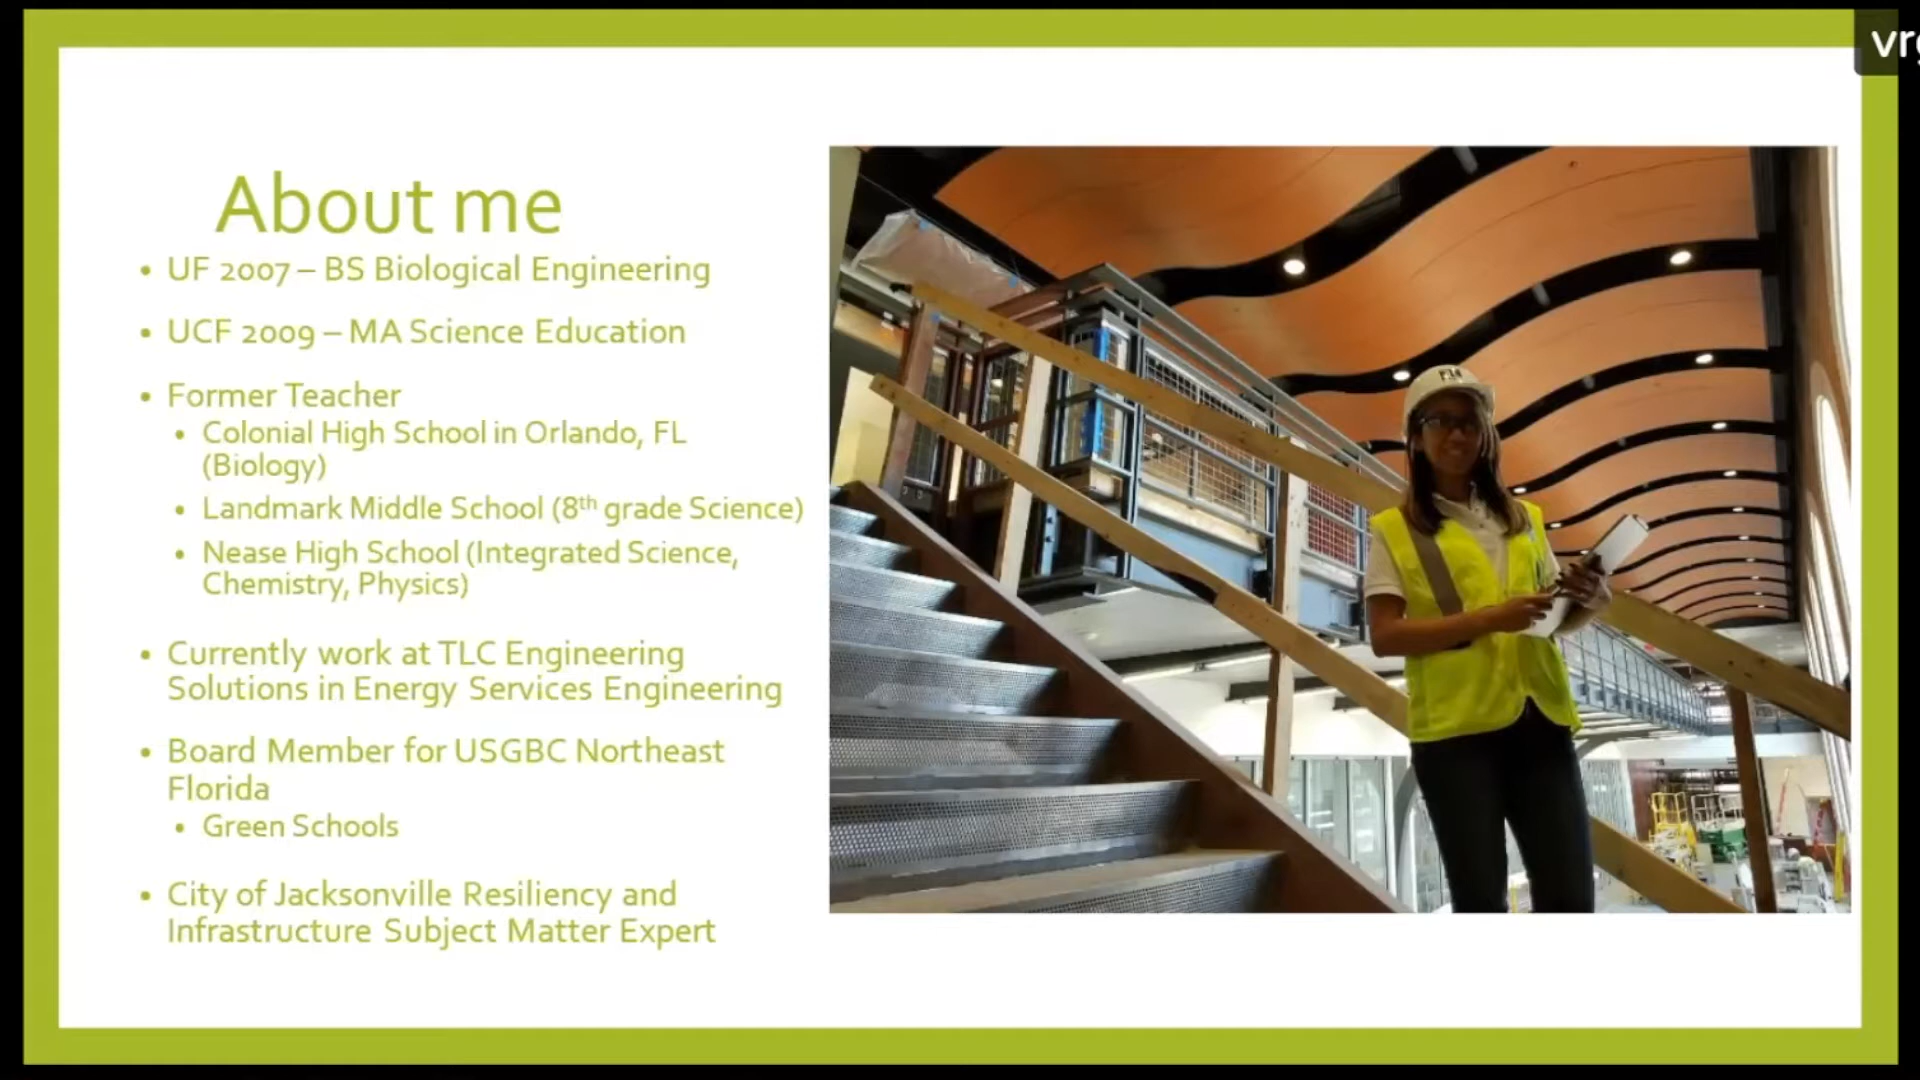 vr
About me
• UF 2007 – BS Biological Engineering
• UCF 2009 – MA Science Education
• Former Teacher
• Colonial High School in Orlando, FL
(Biology)
• Landmark Middle School (8th grade Science)
• Nease High School (Integrated Science,
Chemistry, Physics)
• Currently work at TLC Engineering
Solutions in Energy Services Engineering
• Board Member for USGBC Northeast
Florida
• Green Schools
• City of Jacksonville Resiliency and
Infrastructure Subject Matter Expert